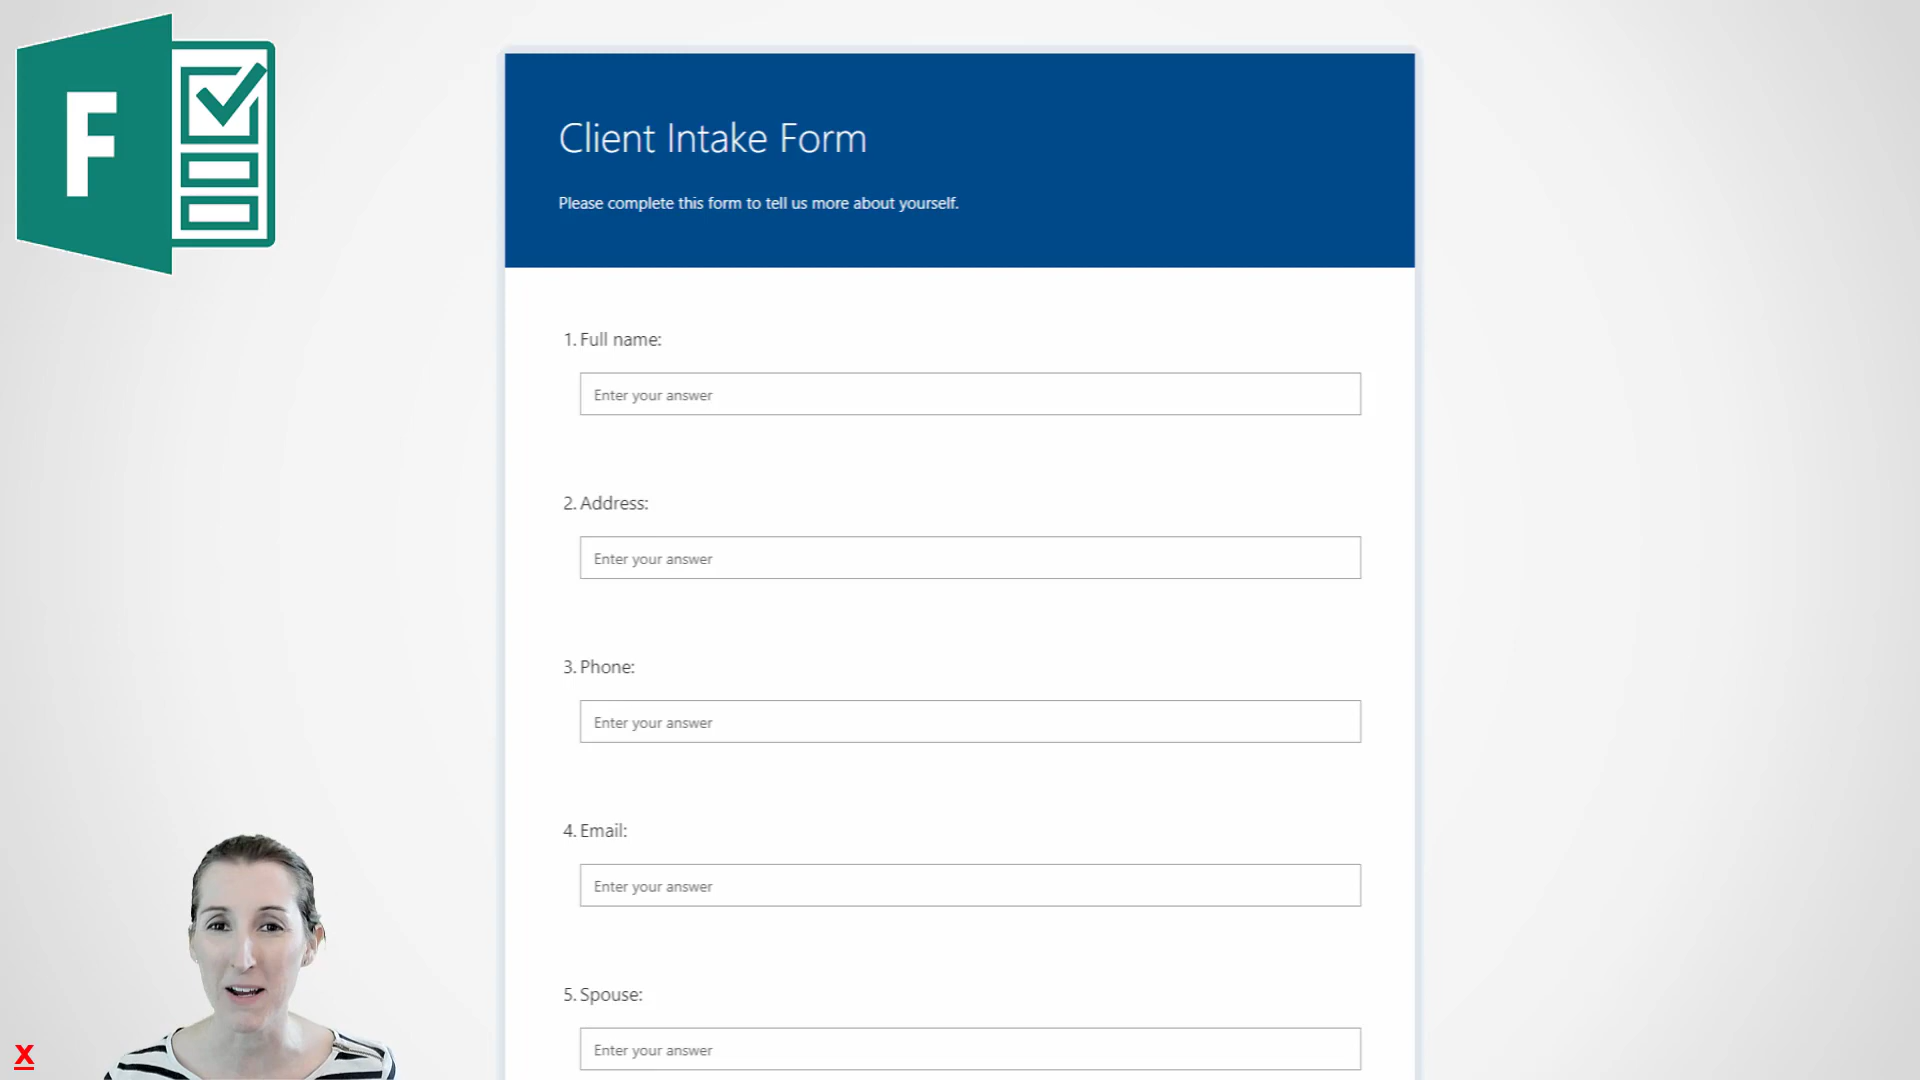 F
Client Intake Form
Please complete this form to tell us more about yourself.
1. Full name:
Enter your answer
2. Address:
Enter your answer
3. Phone:
Enter your answer
4. Email:
Enter your answer
5. Spouse:
Enter your answer
X